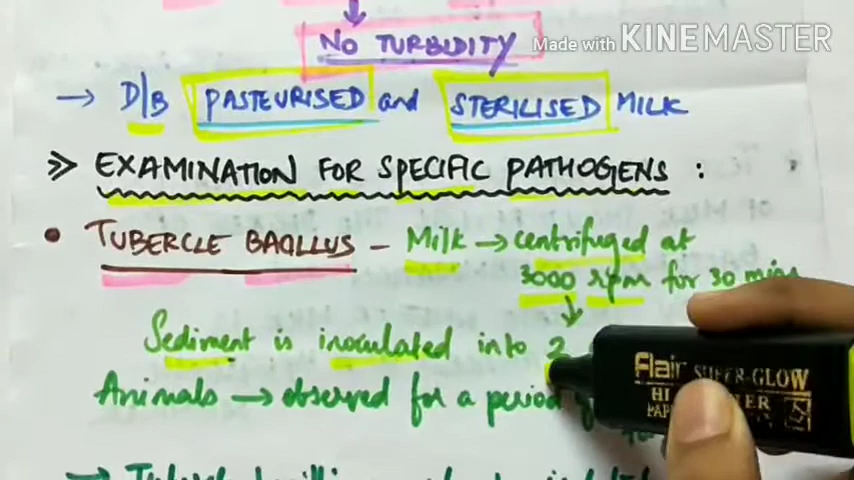 NO TURBIDITY
Made with KINEMASTER
→ D/B PASTEURISED and STERILISED MILK
≫ EXAMINATION FOR SPECIFIC PATHOGENS :
• TUBERCLE BACILLUS – Milk → centrifuged at
3000 rpm for 30 mins
↓
Sediment is inoculated into 2
Animals → observed for a period
Flair SUPER-GLOW